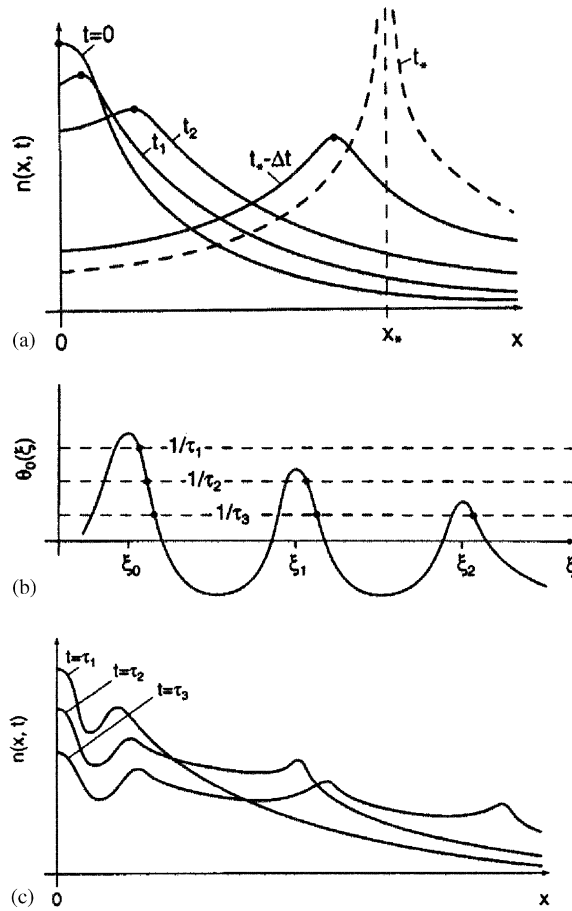 t=0
t*
n(x, t)
t₁
t₂
t*-Δt
(a)
0
x*
x
θ₀(ξ)
1/τ₁
1/τ₂
1/τ₃
(b)
ξ₀
ξ₁
ξ₂
ξ
t=τ₁
t=τ₂
t=τ₃
n(x, t)
(c)
0
x